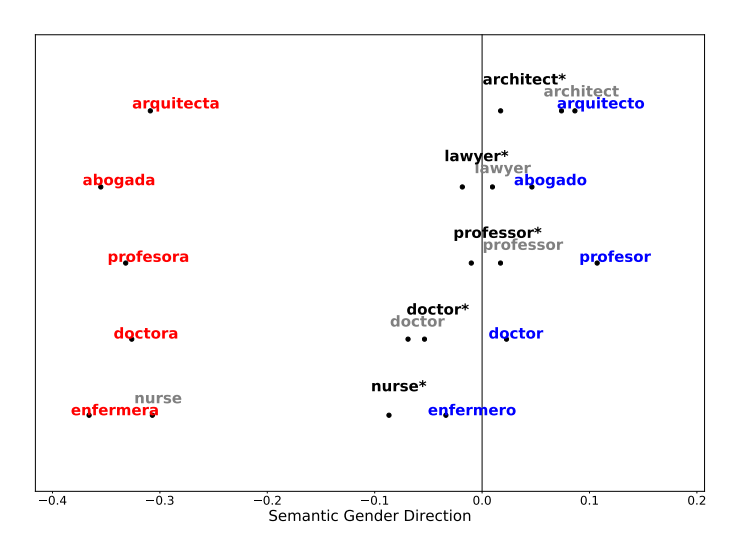 architect*
architect
arquitecta
arquitecto
lawyer*
lawyer
abogada
abogado
professor*
professor
profesora
profesor
doctor*
doctor
doctora
doctor
nurse*
nurse
enfermera
enfermero
−0.4 −0.3 −0.2 −0.1 0.0 0.1 0.2
Semantic Gender Direction